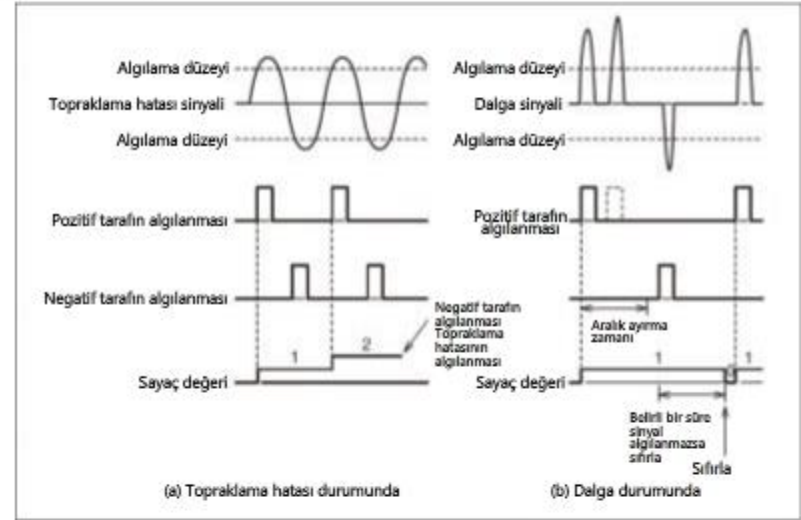 Algılama düzeyi
Topraklama hatası sinyali
Algılama düzeyi
Pozitif tarafın algılanması
Negatif tarafın algılanması
Negatif tarafın
algılanması
Topraklama
hatasının
algılanması
1
2
Sayaç değeri
(a) Topraklama hatası durumunda
Algılama düzeyi
Dalga sinyali
Algılama düzeyi
Pozitif tarafın
algılanması
Aralık ayırma
zamanı
1
1
Sayaç değeri
Belirli bir süre
sinyal
algılanmazsa
sıfırla
Sıfırla
(b) Dalga durumunda